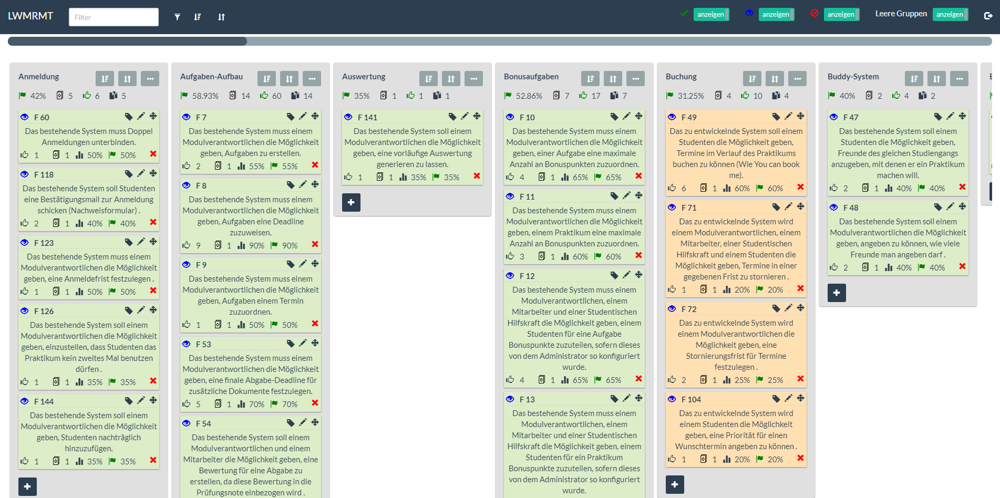 LWMRMT
Filter
anzeigen
anzeigen
anzeigen
Leere Gruppen
anzeigen
Anmeldung
42% 5 6 5
F 60
Das bestehende System muss Doppel
Anmeldungen unterbinden.
1 1 50% 50%
F 118
Das bestehende System soll Studenten
eine Bestätigungsmail zur Anmeldung
schicken (Nachweisformular) .
2 1 40% 40%
F 123
Das bestehende System muss einem
Modulverantwortlichen die Möglichkeit
geben, eine Anmeldefrist festzulegen .
1 1 50% 50%
F 126
Das bestehende System soll einem
Modulverantwortlichen die Möglichkeit
geben, einzustellen, dass Studenten das
Praktikum kein zweites Mal benutzen
dürfen .
1 1 35% 35%
F 144
Das bestehende System soll einem
Modulverantwortlichen die Möglichkeit
geben, Studenten nachträglich
hinzuzufügen.
1 1 35% 35%
Aufgaben-Aufbau
58.93% 14 60 14
F 7
Das bestehende System muss einem
Modulverantwortlichen die Möglichkeit
geben, Aufgaben zu erstellen.
2 1 55% 55%
F 8
Das bestehende System muss einem
Modulverantwortlichen die Möglichkeit
geben, Aufgaben eine Deadline
zuzuweisen.
9 1 90% 90%
F 9
Das bestehende System muss einem
Modulverantwortlichen die Möglichkeit
geben, Aufgaben einem Termin
zuzuordnen.
1 1 50% 50%
F 53
Das bestehende System muss einem
Modulverantwortlichen die Möglichkeit
geben, eine finale Abgabe-Deadline für
zusätzliche Dokumente festzulegen.
5 1 70% 70%
F 54
Das bestehende System soll einem
Modulverantwortlichen und einem
Mitarbeiter die Möglichkeit geben, eine
Bewertung für eine Abgabe zu
erstellen, da diese Bewertung in die
Prüfungsnote einbezogen wird .
Auswertung
35% 1 1 1
F 141
Das bestehende System soll einem
Modulverantwortlichen die Möglichkeit
geben, eine vorläufige Auswertung
generieren zu lassen.
1 1 35% 35%
Bonusaufgaben
52.86% 7 17 7
F 10
Das bestehende System muss einem
Modulverantwortlichen die Möglichkeit
geben, einer Aufgabe eine maximale
Anzahl an Bonuspunkten zuzuordnen.
4 1 65% 65%
F 11
Das bestehende System muss einem
Modulverantwortlichen die Möglichkeit
geben, einem Praktikum eine maximale
Anzahl an Bonuspunkten zuzuordnen.
3 1 60% 60%
F 12
Das bestehende System muss einem
Modulverantwortlichen, einem
Mitarbeiter und einer Studentischen
Hilfskraft die Möglichkeit geben, einem
Studenten für eine Aufgabe
Bonuspunkte zuzuteilen, sofern dieses
von dem Administrator so konfiguriert
wurde.
4 1 65% 65%
F 13
Das bestehende System muss einem
Modulverantwortlichen, einem
Mitarbeiter und einer Studentischen
Hilfskraft die Möglichkeit geben, einem
Studenten für ein Praktikum
Bonuspunkte zuzuteilen, sofern dieses
von dem Administrator so konfiguriert
wurde.
Buchung
31.25% 4 10 4
F 49
Das zu entwickelnde System soll einem
Studenten die Möglichkeit geben,
Termine im Verlauf des Praktikums
buchen zu können (Wie You can book
me).
6 1 60% 60%
F 71
Das zu entwickelnde System wird
einem Modulverantwortlichen, einem
Mitarbeiter, einer Studentischen
Hilfskraft und einem Studenten die
Möglichkeit geben, Termine in einer
gegebenen Frist zu stornieren .
1 1 20% 20%
F 72
Das zu entwickelnde System wird
einem Modulverantwortlichen die
Möglichkeit geben, eine
Stornierungsfrist für Termine
festzulegen .
2 1 25% 25%
F 104
Das zu entwickelnde System wird
einem Studenten die Möglichkeit
geben, eine Priorität für einen
Wunschtermin angeben zu können .
1 1 20% 20%
Buddy-System
40% 2 4 2
F 47
Das bestehende System soll einem
Studenten die Möglichkeit geben,
Freunde des gleichen Studiengangs
anzugeben, mit denen er ein Praktikum
machen will.
2 1 40% 40%
F 48
Das bestehende System soll einem
Modulverantwortlichen die Möglichkeit
geben, angeben zu können, wie viele
Freunde man angeben darf .
2 1 40% 40%